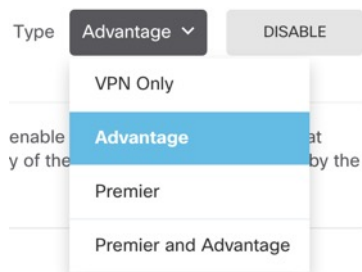 Type Advantage DISABLE
VPN Only
enable Advantage at
y of the by the
Premier
Premier and Advantage